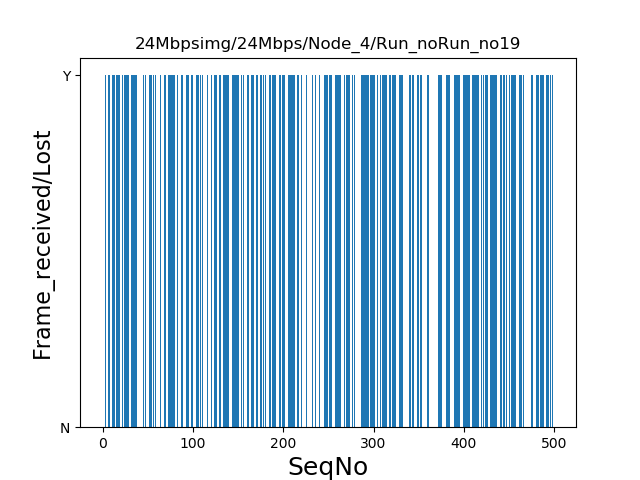 24Mbpsimg/24Mbps/Node_4/Run_noRun_no19
Y
Frame_received/Lost
N
0 100 200 300 400 500
SeqNo